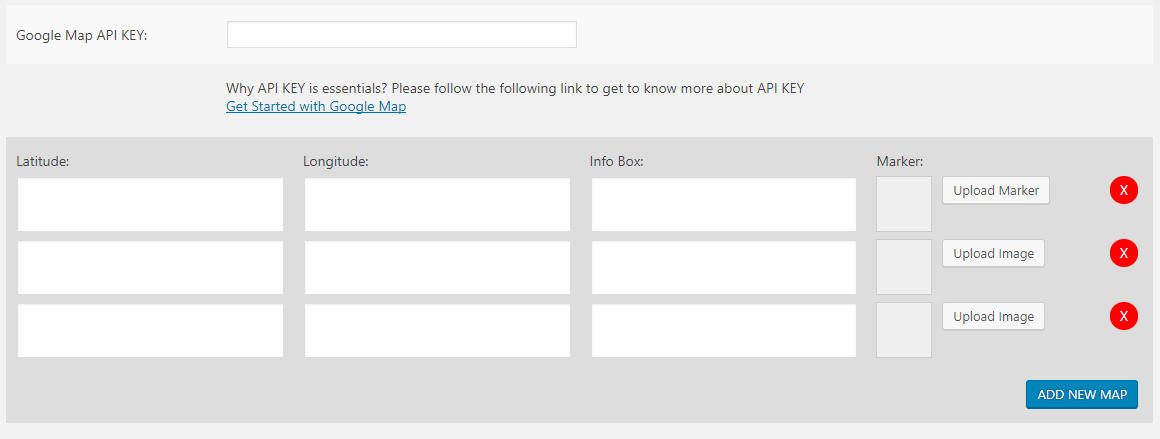 Google Map API KEY:
Why API KEY is essentials? Please follow the following link to get to know more about API KEY
Get Started with Google Map
Latitude: Longitude: Info Box: Marker:
Upload Marker X
Upload Image X
Upload Image X
ADD NEW MAP